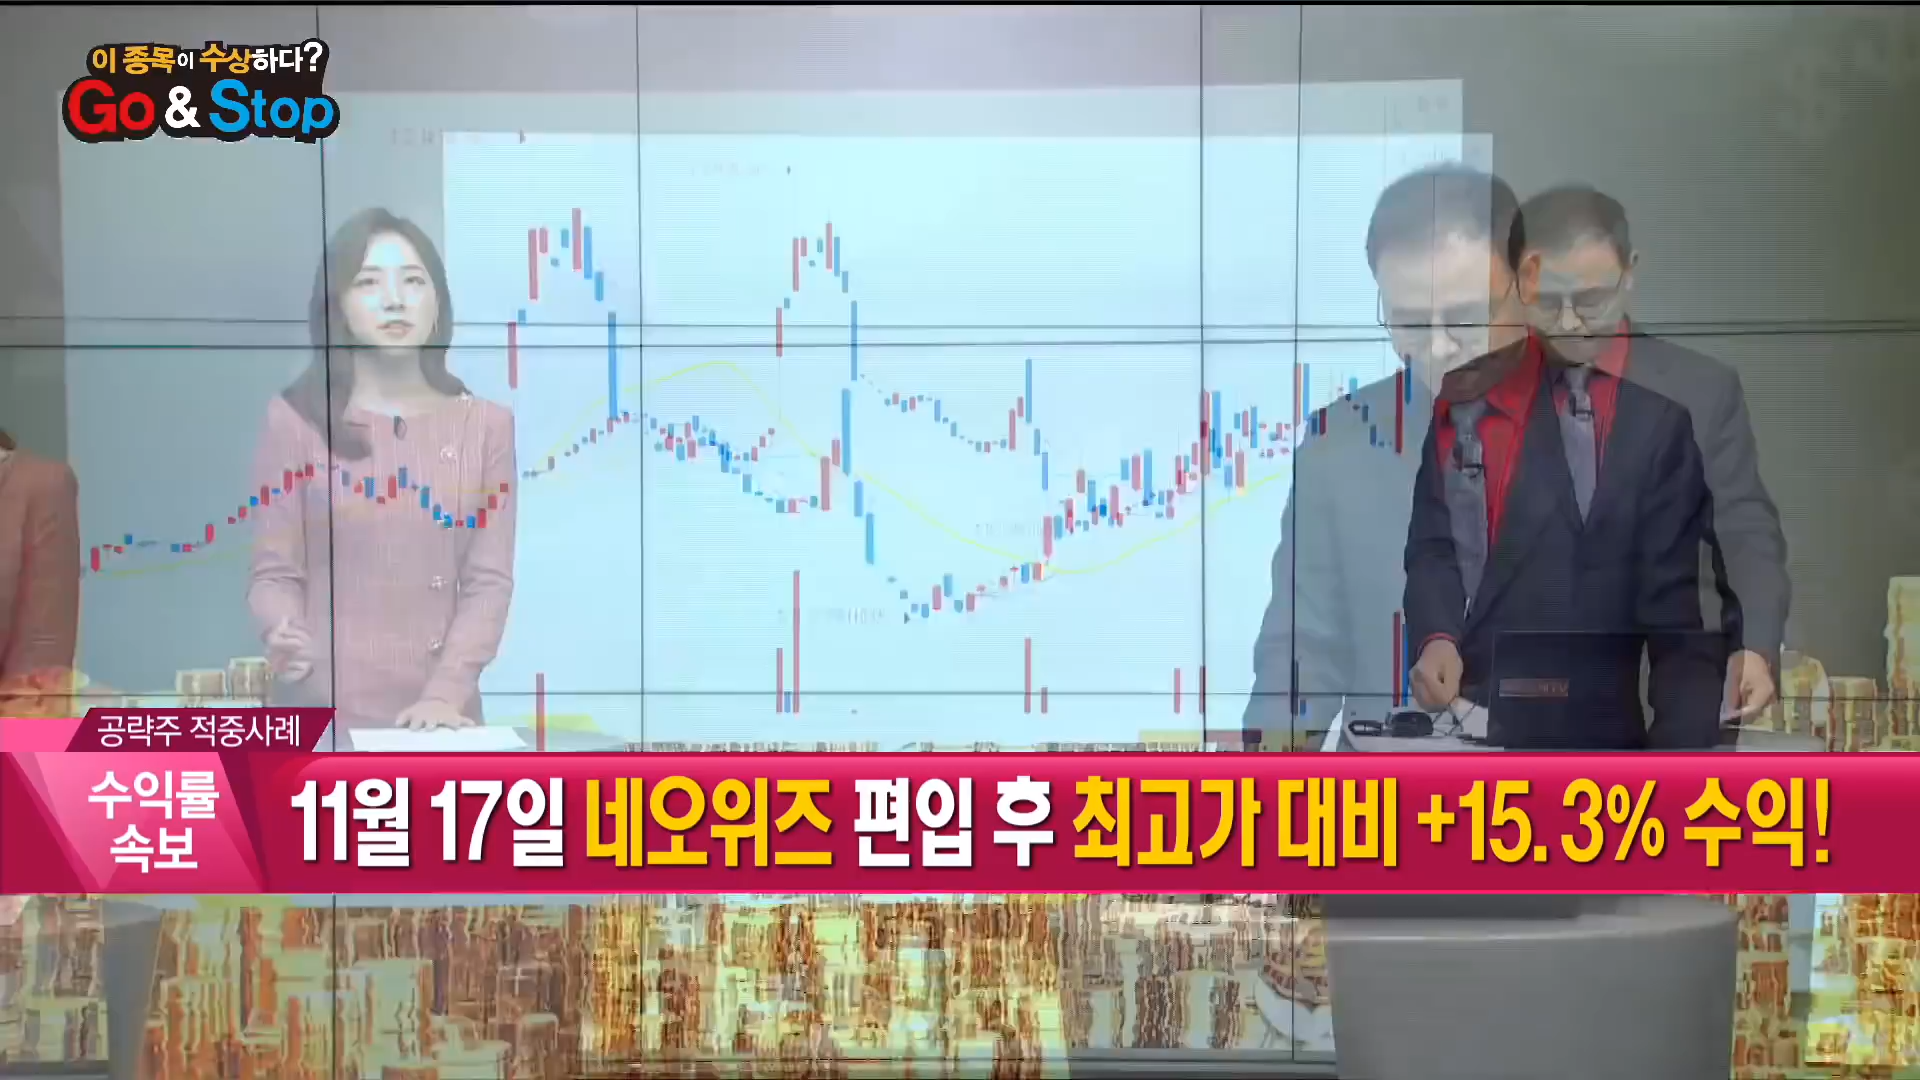 이 종목이 수상하다?
Go & Stop
공략주 적중사례
수익률
속보
11월 17일 네오위즈 편입 후 최고가 대비 +15.3% 수익!